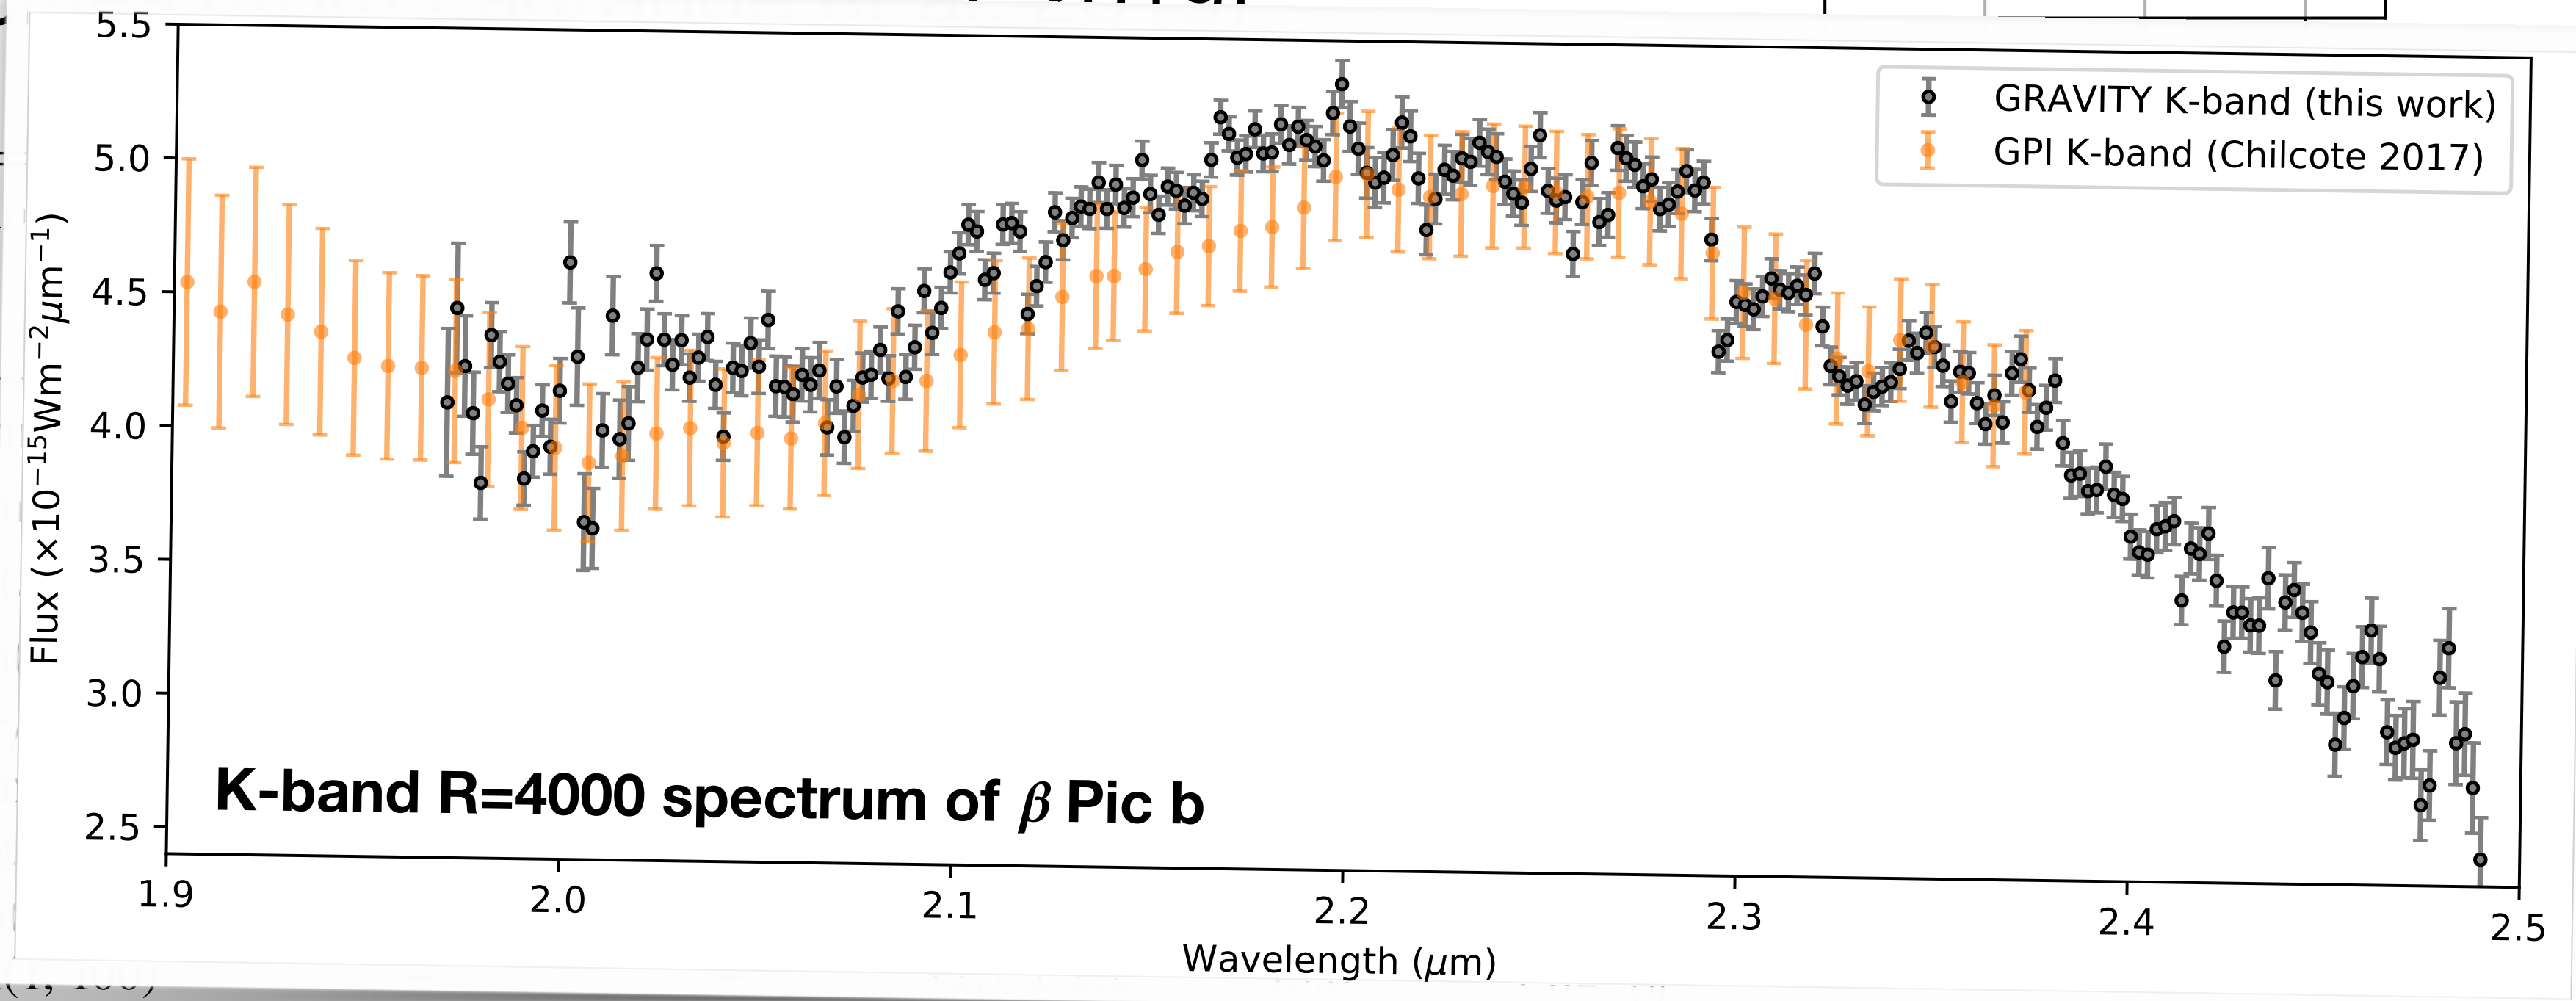 5.5
5.0
4.5
4.0
3.5
3.0
2.5
Flux (×10⁻¹⁵Wm⁻²μm⁻¹)
GRAVITY K-band (this work)
GPI K-band (Chilcote 2017)
K-band R=4000 spectrum of β Pic b
1.9 2.0 2.1 2.2 2.3 2.4 2.5
Wavelength (μm)